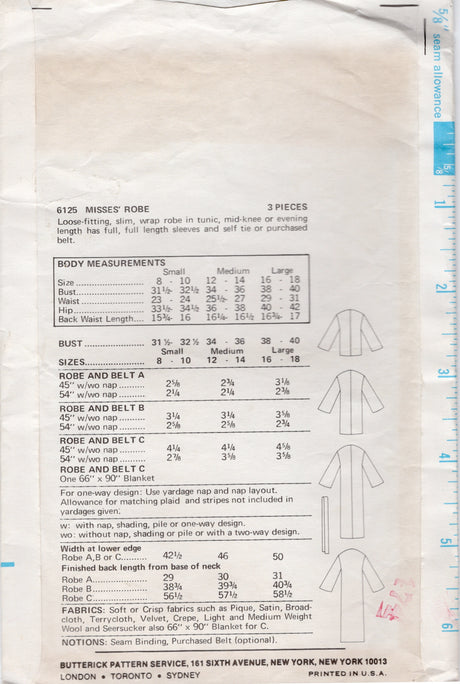 5/8" seam allowance
5/8
1
2
3
4
5
6
6125 MISSES' ROBE 3 PIECES
Loose-fitting, slim, wrap robe in tunic, mid-knee or evening
length has full, full length sleeves and self tie or purchased
belt.
BODY MEASUREMENTS
Small Medium Large
Size 8 - 10 12 - 14 16 - 18
Bust 31½- 32½ 34 - 36 38 - 40
Waist 23 - 24 25½- 27 29 - 31
Hip 33½- 34½ 36 - 38 40 - 42
Back Waist Length 15¾- 16 16¼- 16½ 16¾- 17
BUST 31 ½- 32 ½ 34 - 36 38 - 40
Small Medium Large
SIZES 8 - 10 12 - 14 16 - 18
ROBE AND BELT A
45" w/wo nap 2⅝ 2¾ 3⅛
54" w/wo nap 2¼ 2¼ 2⅜
ROBE AND BELT B
45" w/wo nap 3¼ 3¼ 3⅝
54" w/wo nap 2⅝ 2⅝ 2¾
ROBE AND BELT C
45" w/wo nap 4¼ 4¼ 4⅝
54" w/wo nap 2⅞ 3⅝ 3⅝
ROBE AND BELT C
One 66" x 90" Blanket
For one-way design: Use yardage nap and nap layout.
Allowance for matching plaid and stripes not included in
yardages given.
w: with nap, shading, pile or one-way design.
wo: without nap, shading or pile or with a two-way design.
Width at lower edge
Robe A,B or C 42½ 46 50
Finished back length from base of neck
Robe A 29 30 31
Robe B 38¾ 39¾ 40¾
Robe C 56½ 57½ 58½
FABRICS: Soft or Crisp fabrics such as Pique, Satin, Broad-
cloth, Terrycloth, Velvet, Crepe, Light and Medium Weight
Wool and Seersucker also 66" x 90" Blanket for C.
NOTIONS: Seam Binding, Purchased Belt (optional).
BUTTERICK PATTERN SERVICE, 161 SIXTH AVENUE, NEW YORK, NEW YORK 10013
LONDON • TORONTO • SYDNEY PRINTED IN U.S.A.